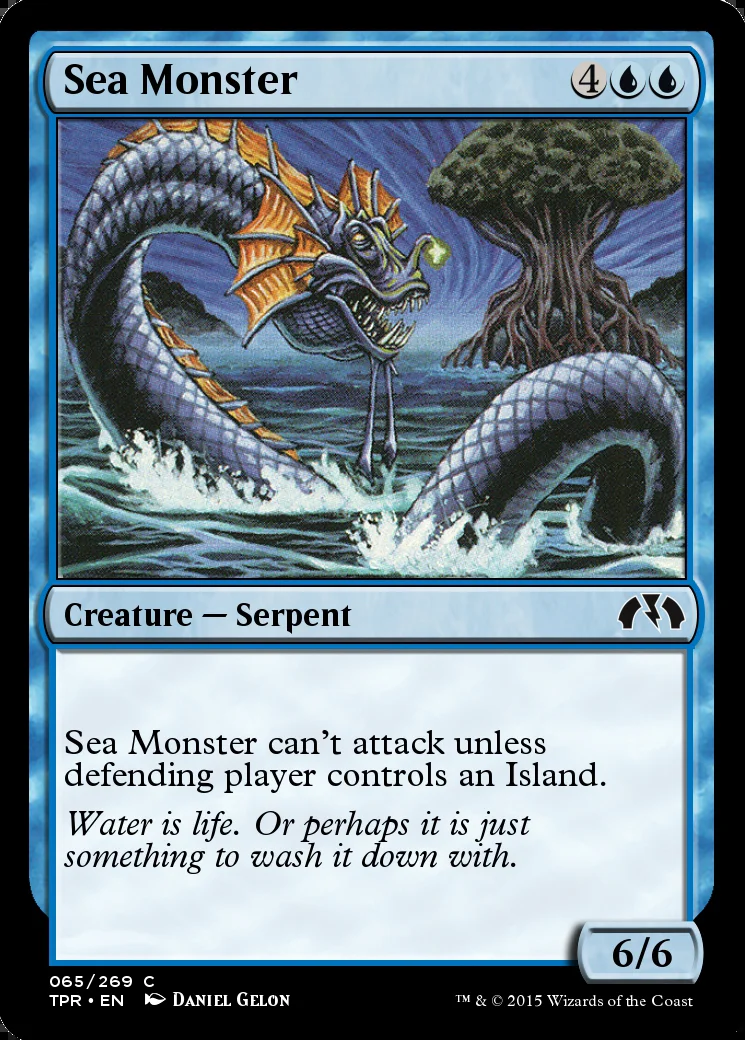 Sea Monster 4
Creature — Serpent
Sea Monster can't attack unless
defending player controls an Island.
Water is life. Or perhaps it is just
something to wash it down with.
6/6
065/269 C
TPR • EN Daniel Gelon
™ & © 2015 Wizards of the Coast